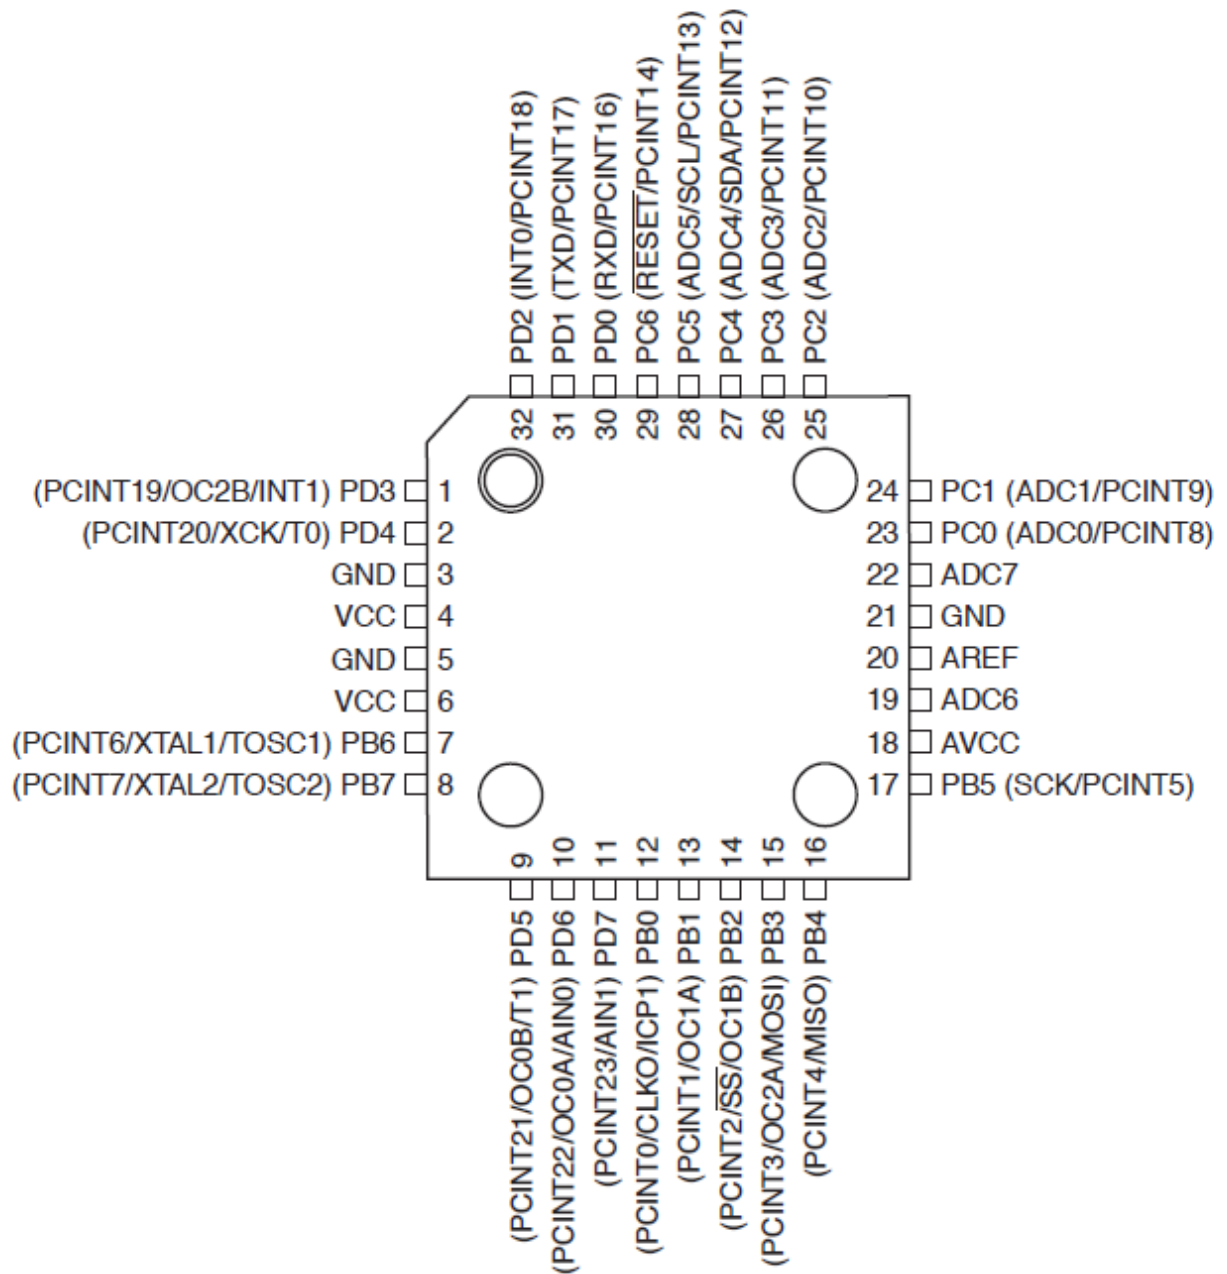 32 PD2 (INT0/PCINT18)
31 PD1 (TXD/PCINT17)
30 PD0 (RXD/PCINT16)
29 PC6 (RESET/PCINT14)
28 PC5 (ADC5/SCL/PCINT13)
27 PC4 (ADC4/SDA/PCINT12)
26 PC3 (ADC3/PCINT11)
25 PC2 (ADC2/PCINT10)
(PCINT19/OC2B/INT1) PD3 1
(PCINT20/XCK/T0) PD4 2
GND 3
VCC 4
GND 5
VCC 6
(PCINT6/XTAL1/TOSC1) PB6 7
(PCINT7/XTAL2/TOSC2) PB7 8
24 PC1 (ADC1/PCINT9)
23 PC0 (ADC0/PCINT8)
22 ADC7
21 GND
20 AREF
19 ADC6
18 AVCC
17 PB5 (SCK/PCINT5)
(PCINT21/OC0B/T1) PD5 9
(PCINT22/OC0A/AIN0) PD6 10
(PCINT23/AIN1) PD7 11
(PCINT0/CLKO/ICP1) PB0 12
(PCINT1/OC1A) PB1 13
(PCINT2/SS/OC1B) PB2 14
(PCINT3/OC2A/MOSI) PB3 15
(PCINT4/MISO) PB4 16